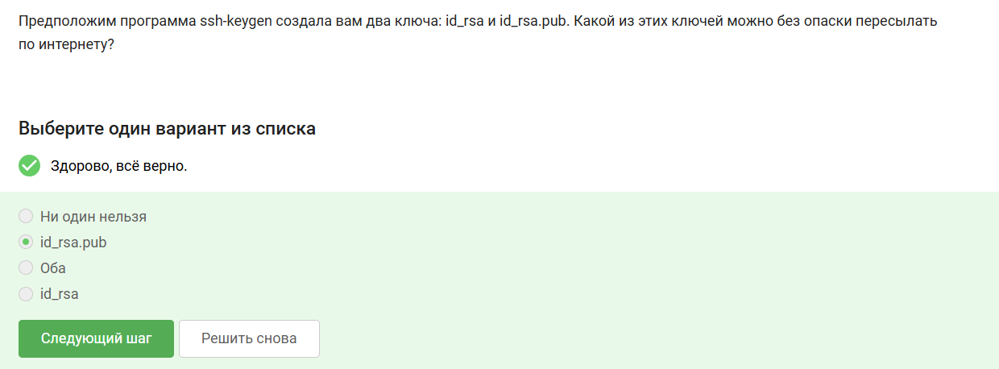 Предположим программа ssh-keygen создала вам два ключа: id_rsa и id_rsa.pub. Какой из этих ключей можно без опаски пересылать
по интернету?
Выберите один вариант из списка
Здорово, всё верно.
Ни один нельзя
id_rsa.pub
Оба
id_rsa
Следующий шаг
Решить снова